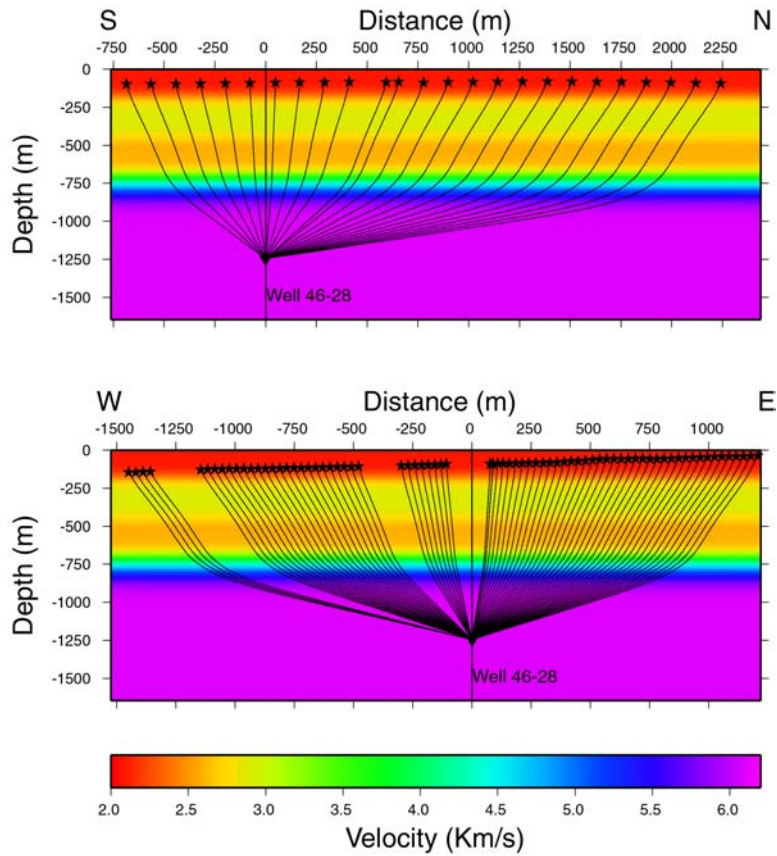 S Distance (m) N
-750 -500 -250 0 250 500 750 1000 1250 1500 1750 2000 2250
0
-250
-500
-750
-1000
-1250
-1500
Depth (m)
Well 46-28
W Distance (m) E
-1500 -1250 -1000 -750 -500 -250 0 250 500 750 1000
0
-250
-500
-750
-1000
-1250
-1500
Depth (m)
Well 46-28
2.0 2.5 3.0 3.5 4.0 4.5 5.0 5.5 6.0
Velocity (Km/s)